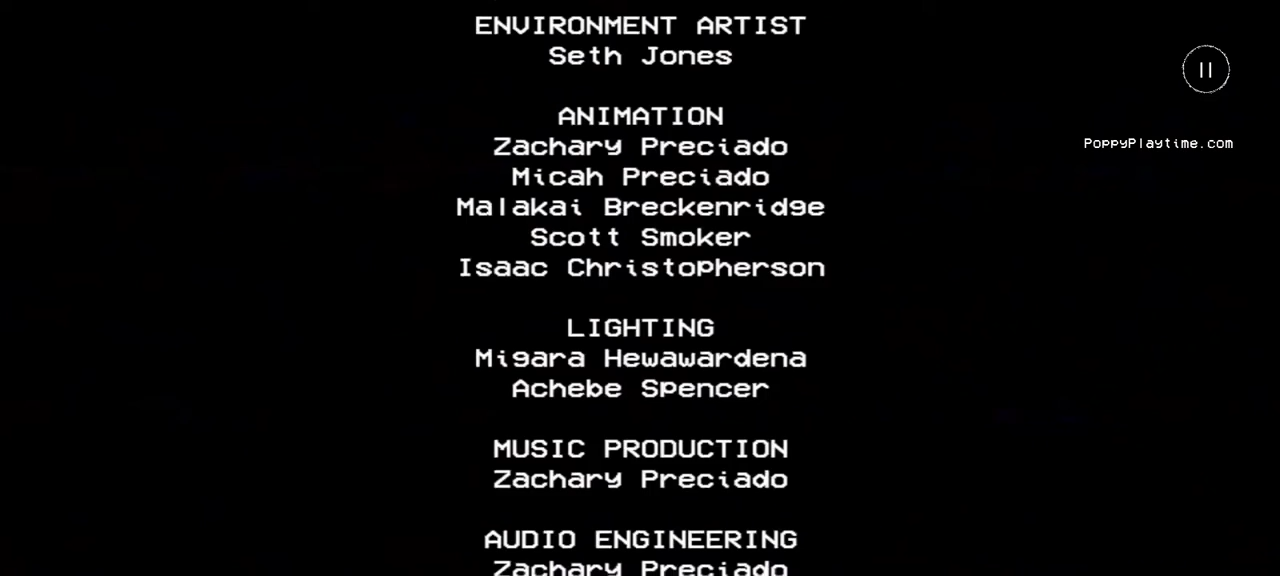 ENVIRONMENT ARTIST
Seth Jones
PoppyPlaytime.com
ANIMATION
Zachary Preciado
Micah Preciado
Malakai Breckenridge
Scott Smoker
Isaac Christopherson
LIGHTING
Migara Hewawardena
Achebe Spencer
MUSIC PRODUCTION
Zachary Preciado
AUDIO ENGINEERING
Zachary Preciado